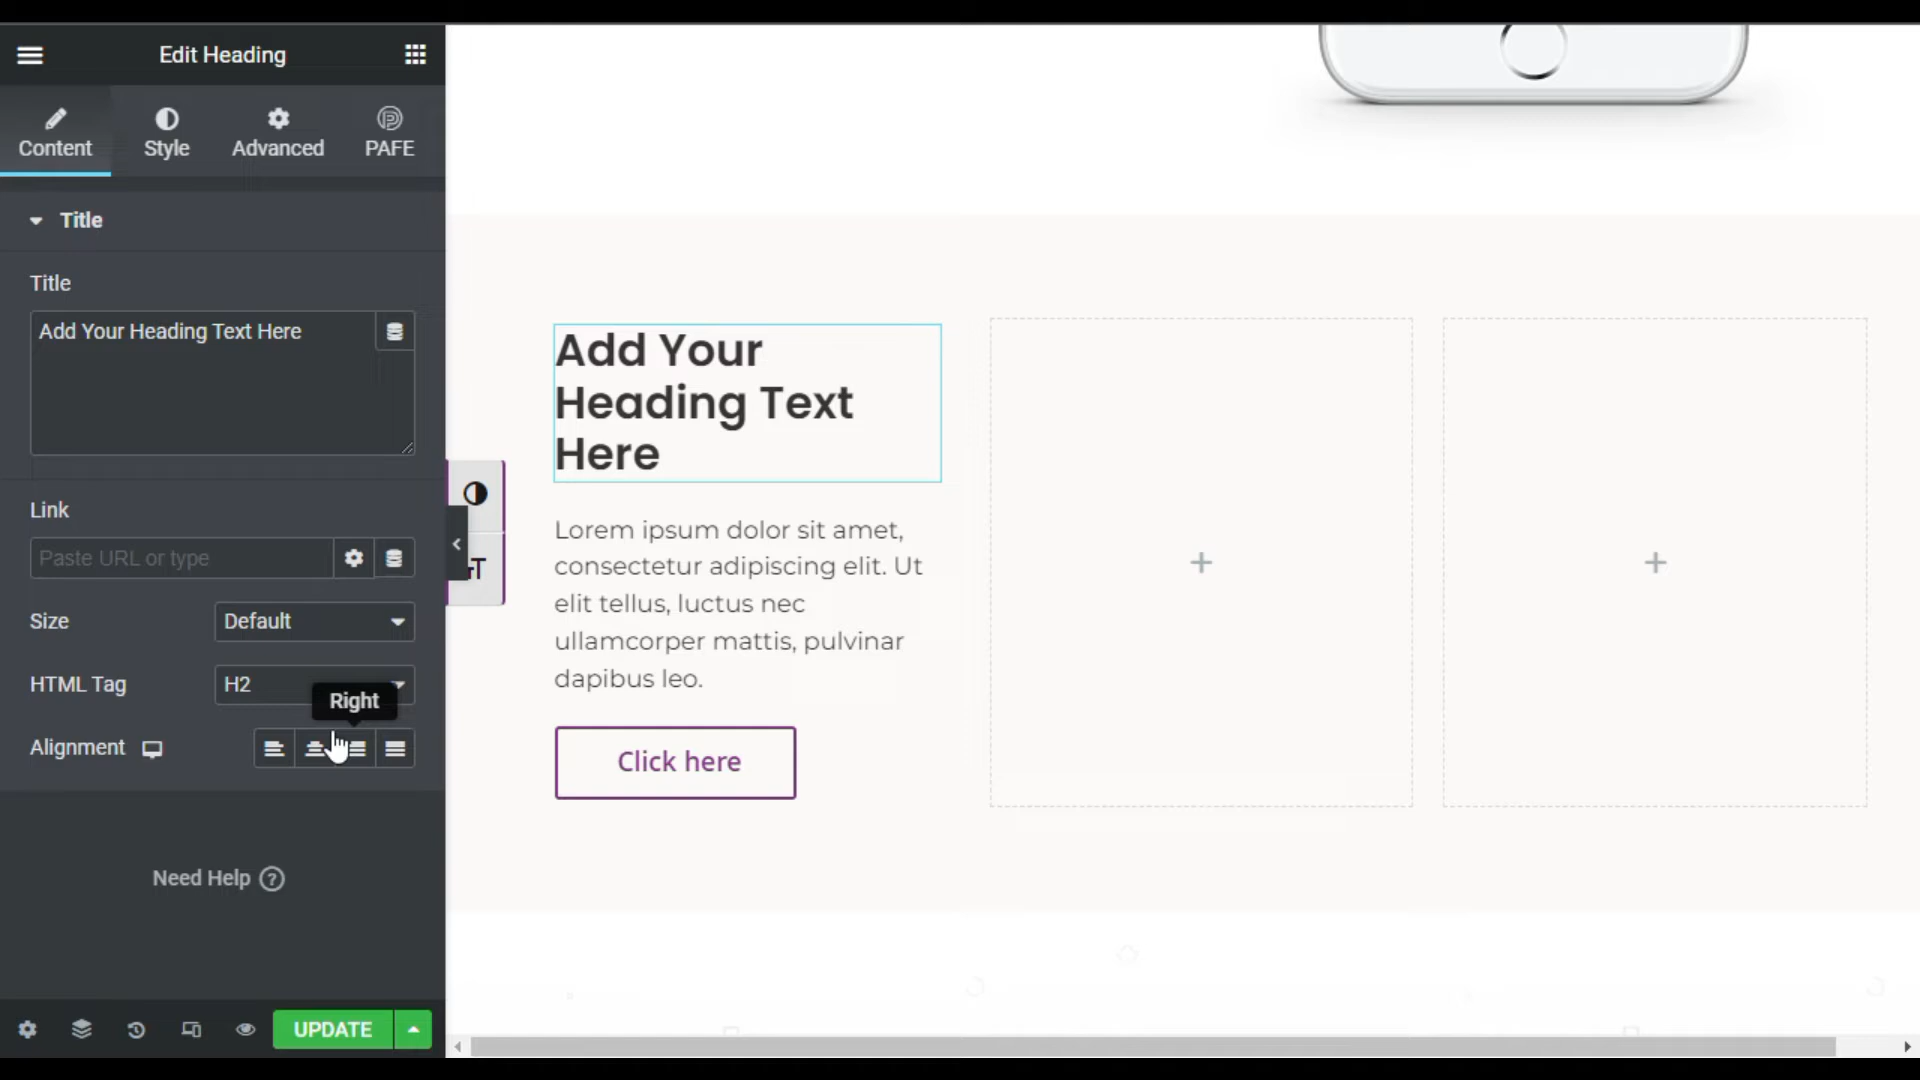 Edit Heading
Content
Style
Advanced
PAFE
Title
Title
Add Your Heading Text Here
Link
Paste URL or type
Size
Default
HTML Tag
H2
Right
Alignment
Need Help
UPDATE
Add Your
Heading Text
Here
Lorem ipsum dolor sit amet,
consectetur adipiscing elit. Ut
elit tellus, luctus nec
ullamcorper mattis, pulvinar
dapibus leo.
Click here